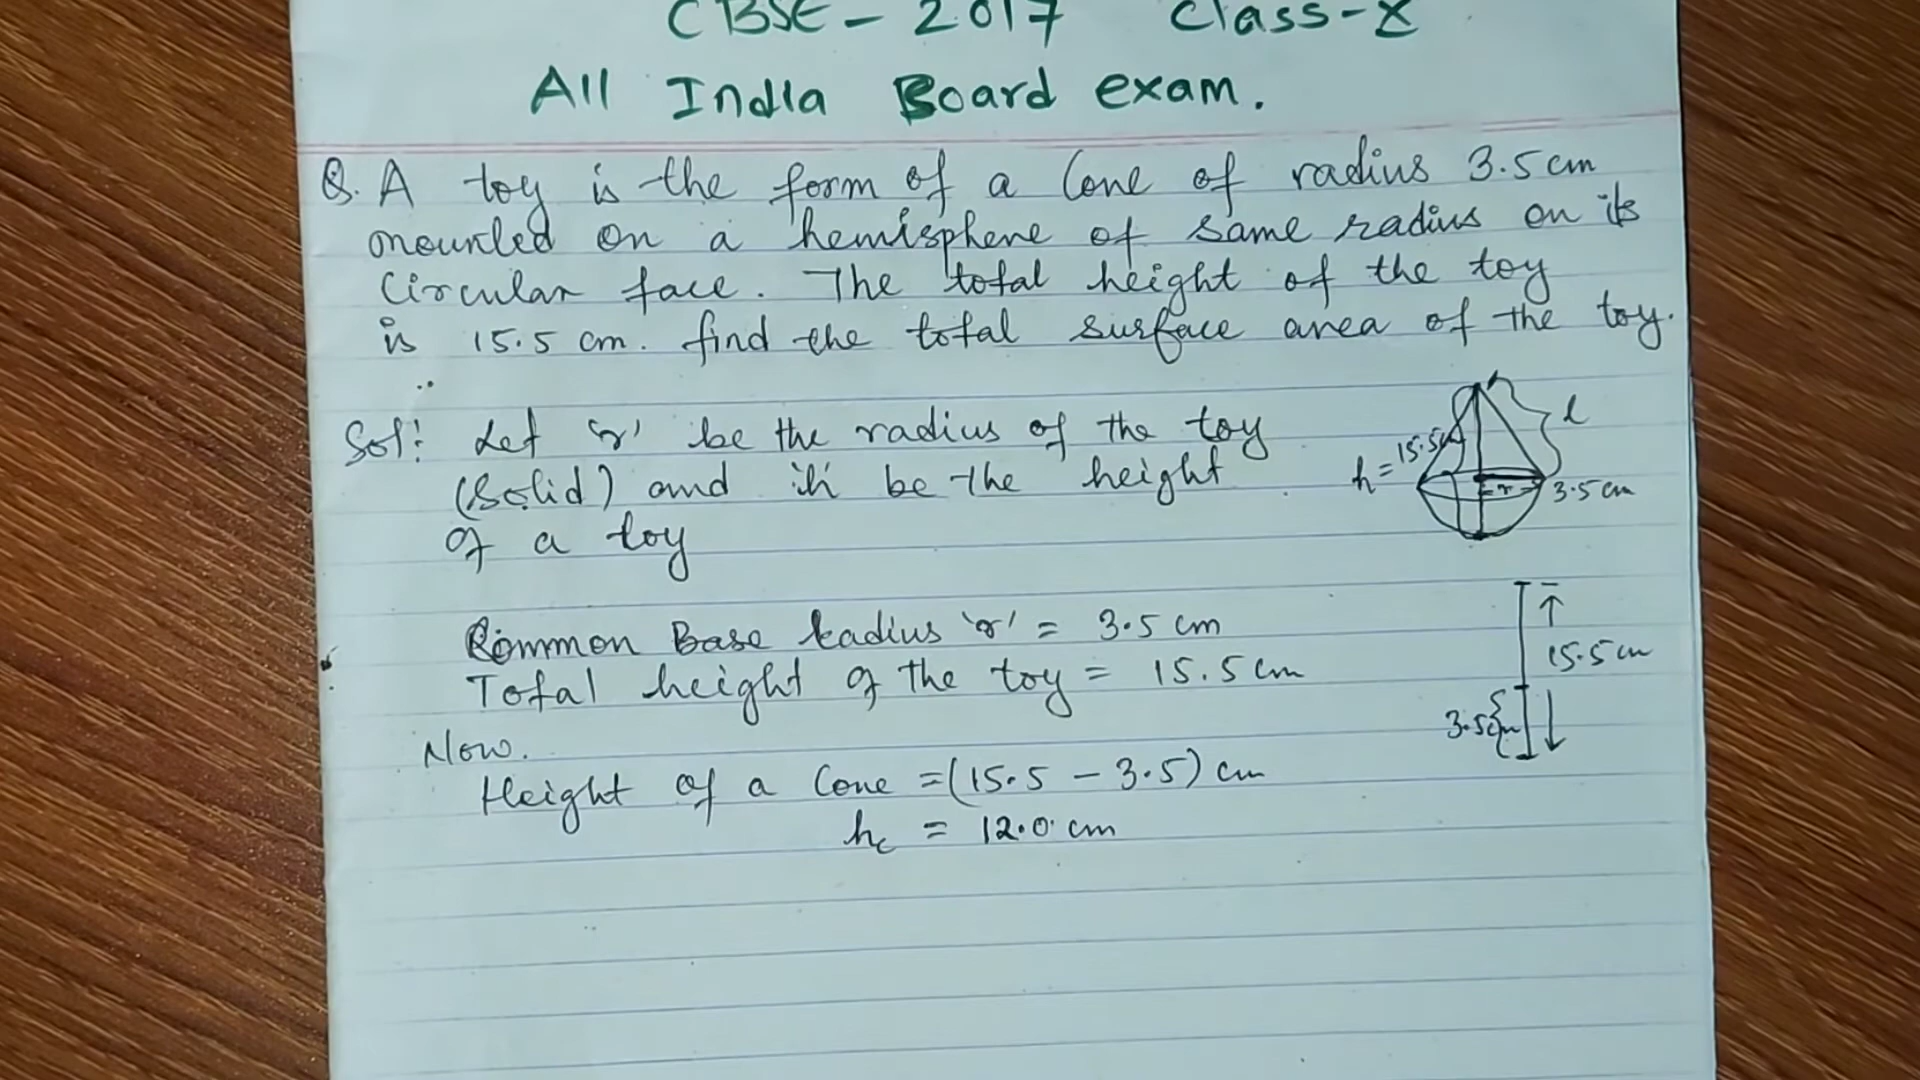 CBSE - 2017 Class-X
All India Board exam.
Q. A toy is the form of a Cone of radius 3.5 cm
mounted on a hemisphere of same radius on its
Circular face. The total height of the toy
is 15.5 cm. find the total surface area of the toy.
Sol: Let 'r' be the radius of the toy
(Solid) and 'h' be the height
of a toy
h = 15.5
l
r
3.5 cm
Common Base radius 'r' = 3.5 cm
Total height of the toy = 15.5 cm
15.5 cm
3.5cm
Now.
Height of a Cone = (15.5 - 3.5) cm
hc = 12.0 cm